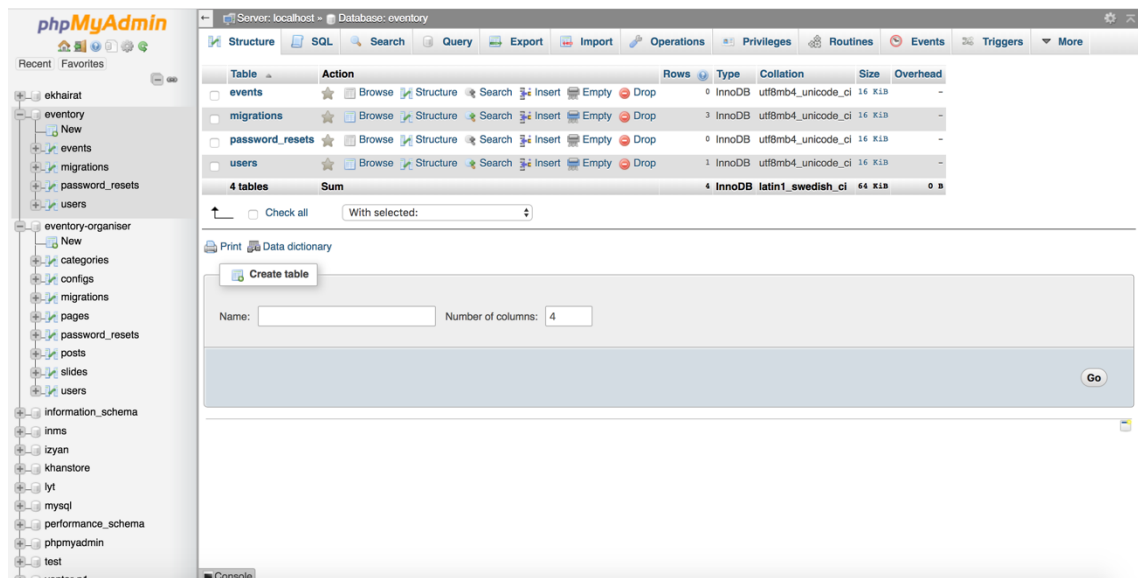 phpMyAdmin
Recent Favorites
ekhairat
eventory
New
events
migrations
password_resets
users
eventory-organiser
New
categories
configs
migrations
pages
password_resets
posts
slides
users
information_schema
inms
izyan
khanstore
lyt
mysql
performance_schema
phpmyadmin
test
Server: localhost » Database: eventory
Structure SQL Search Query Export Import Operations Privileges Routines Events Triggers More
Table Action Rows Type Collation Size Overhead
events Browse Structure Search Insert Empty Drop 0 InnoDB utf8mb4_unicode_ci 16 KiB -
migrations Browse Structure Search Insert Empty Drop 3 InnoDB utf8mb4_unicode_ci 16 KiB -
password_resets Browse Structure Search Insert Empty Drop 0 InnoDB utf8mb4_unicode_ci 16 KiB -
users Browse Structure Search Insert Empty Drop 1 InnoDB utf8mb4_unicode_ci 16 KiB -
4 tables Sum 4 InnoDB latin1_swedish_ci 64 KiB 0 B
Check all With selected:
Print Data dictionary
Create table
Name: Number of columns: 4
Go
Console